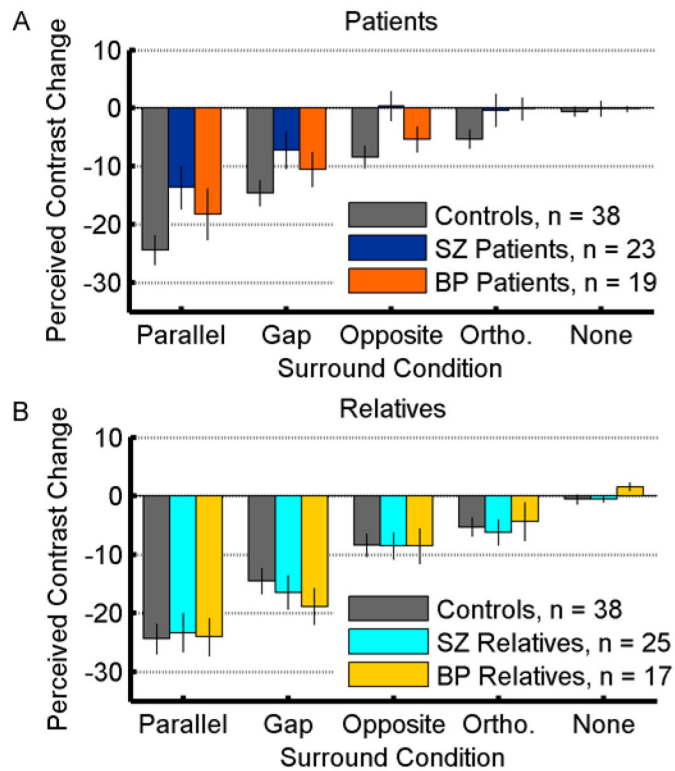 A
Patients
Perceived Contrast Change
10
0
-10
-20
-30
Controls, n = 38
SZ Patients, n = 23
BP Patients, n = 19
Parallel Gap Opposite Ortho. None
Surround Condition
B
Relatives
Perceived Contrast Change
10
0
-10
-20
-30
Controls, n = 38
SZ Relatives, n = 25
BP Relatives, n = 17
Parallel Gap Opposite Ortho. None
Surround Condition